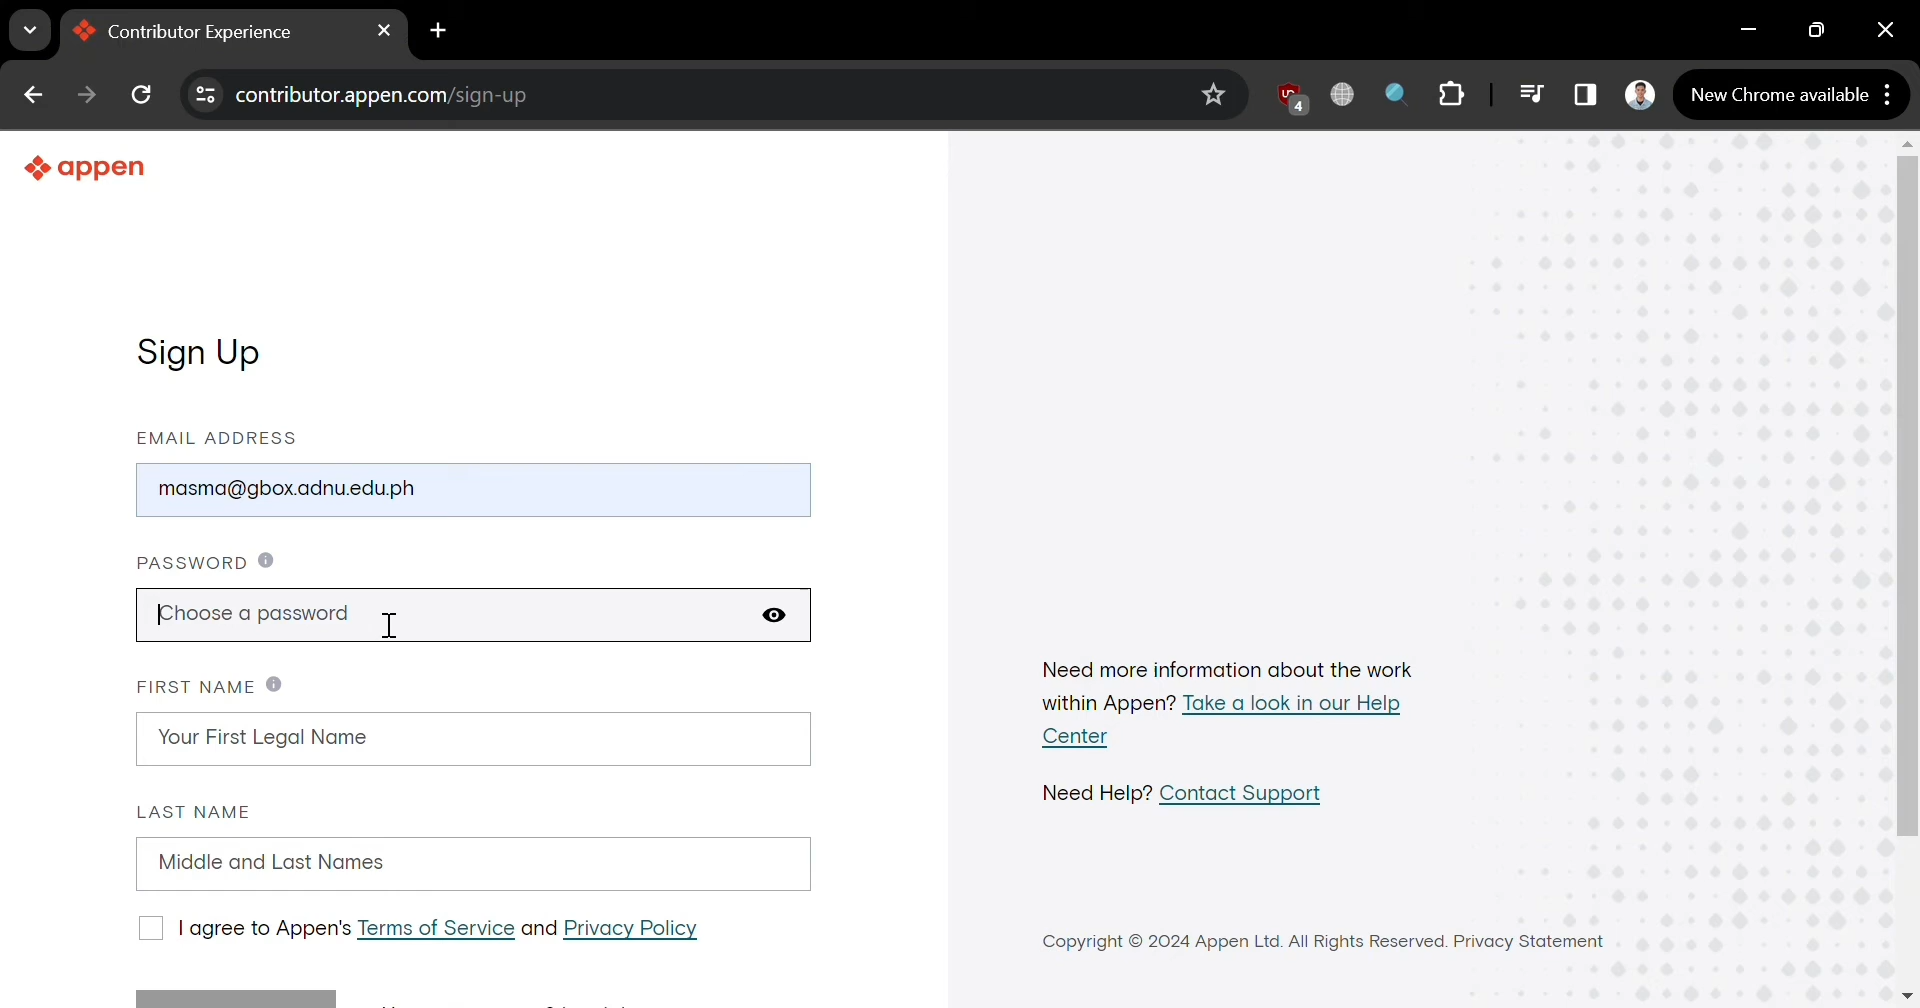 Contributor Experience
contributor.appen.com/sign-up
4
New Chrome available
appen
Sign Up
EMAIL ADDRESS
masma@gbox.adnu.edu.ph
PASSWORD
Choose a password
FIRST NAME
Your First Legal Name
LAST NAME
Middle and Last Names
I agree to Appen's Terms of Service and Privacy Policy
Need more information about the work
within Appen? Take a look in our Help
Center
Need Help? Contact Support
Copyright © 2024 Appen Ltd. All Rights Reserved. Privacy Statement